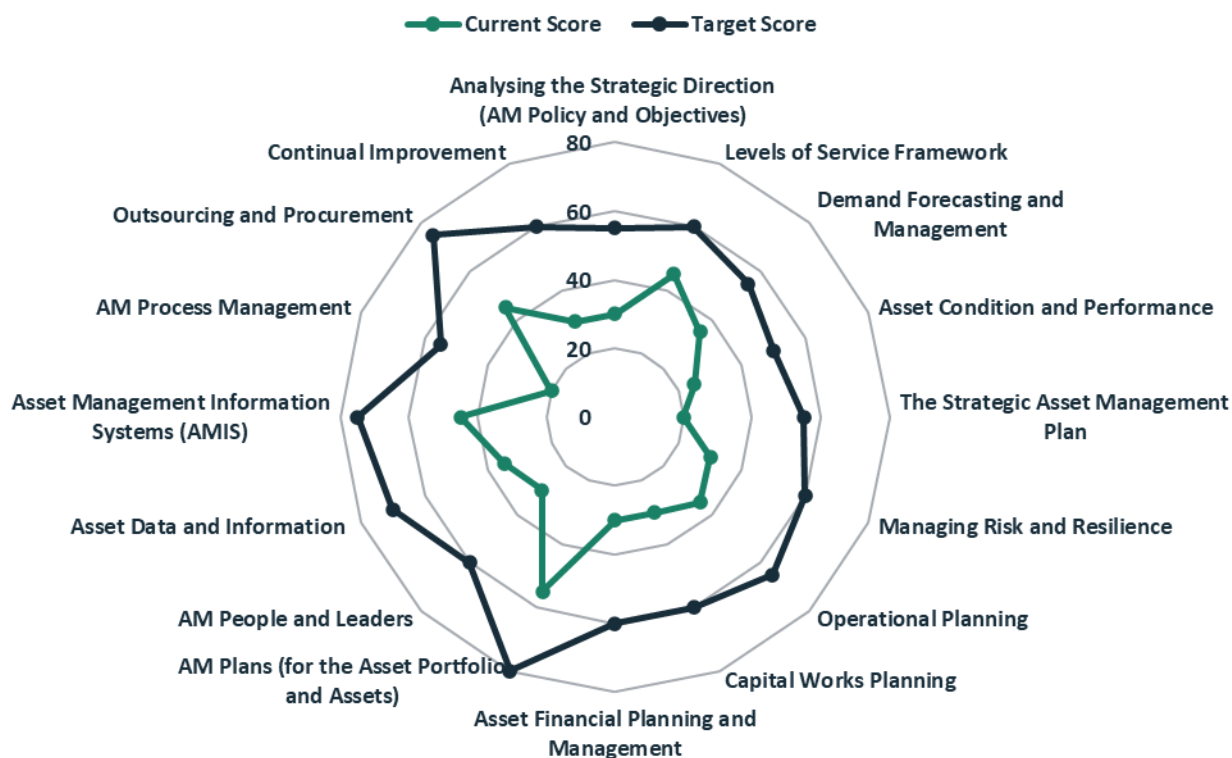 Current Score
Target Score
Analysing the Strategic Direction
(AM Policy and Objectives)
Levels of Service Framework
Demand Forecasting and
Management
Asset Condition and Performance
The Strategic Asset Management
Plan
Managing Risk and Resilience
Operational Planning
Capital Works Planning
Asset Financial Planning and
Management
AM Plans (for the Asset Portfolio
and Assets)
AM People and Leaders
Asset Data and Information
Asset Management Information
Systems (AMIS)
AM Process Management
Outsourcing and Procurement
Continual Improvement
80
60
40
20
0